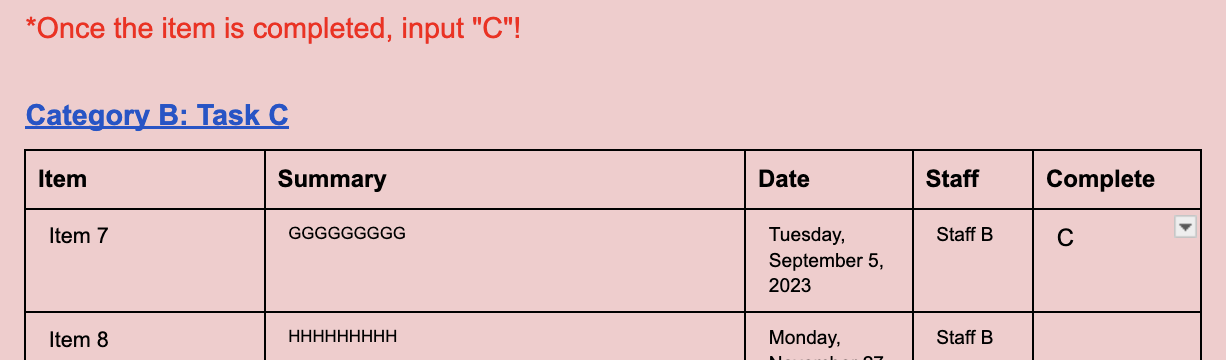 *Once the item is completed, input "C"!
Category B: Task C
Item Summary Date Staff Complete
Item 7 GGGGGGGGG Tuesday, Staff B C
September 5,
2023
Item 8 HHHHHHHHH Monday, Staff B